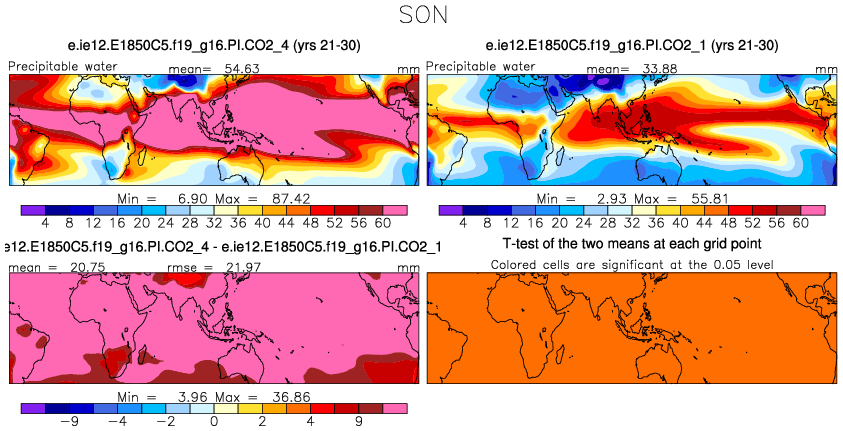 SON
e.ie12.E1850C5.f19_g16.PI.CO2_4 (yrs 21-30)
Precipitable water mean= 54.63 mm
Min = 6.90 Max = 87.42
4 8 12 16 20 24 28 32 36 40 44 48 52 56 60
e.ie12.E1850C5.f19_g16.PI.CO2_1 (yrs 21-30)
Precipitable water mean= 33.88 mm
Min = 2.93 Max = 55.81
4 8 12 16 20 24 28 32 36 40 44 48 52 56 60
e12.E1850C5.f19_g16.PI.CO2_4 - e.ie12.E1850C5.f19_g16.PI.CO2_1
mean = 20.75 rmse = 21.97 mm
Min = 3.96 Max = 36.86
-9 -4 -2 0 2 4 9
T-test of the two means at each grid point
Colored cells are significant at the 0.05 level